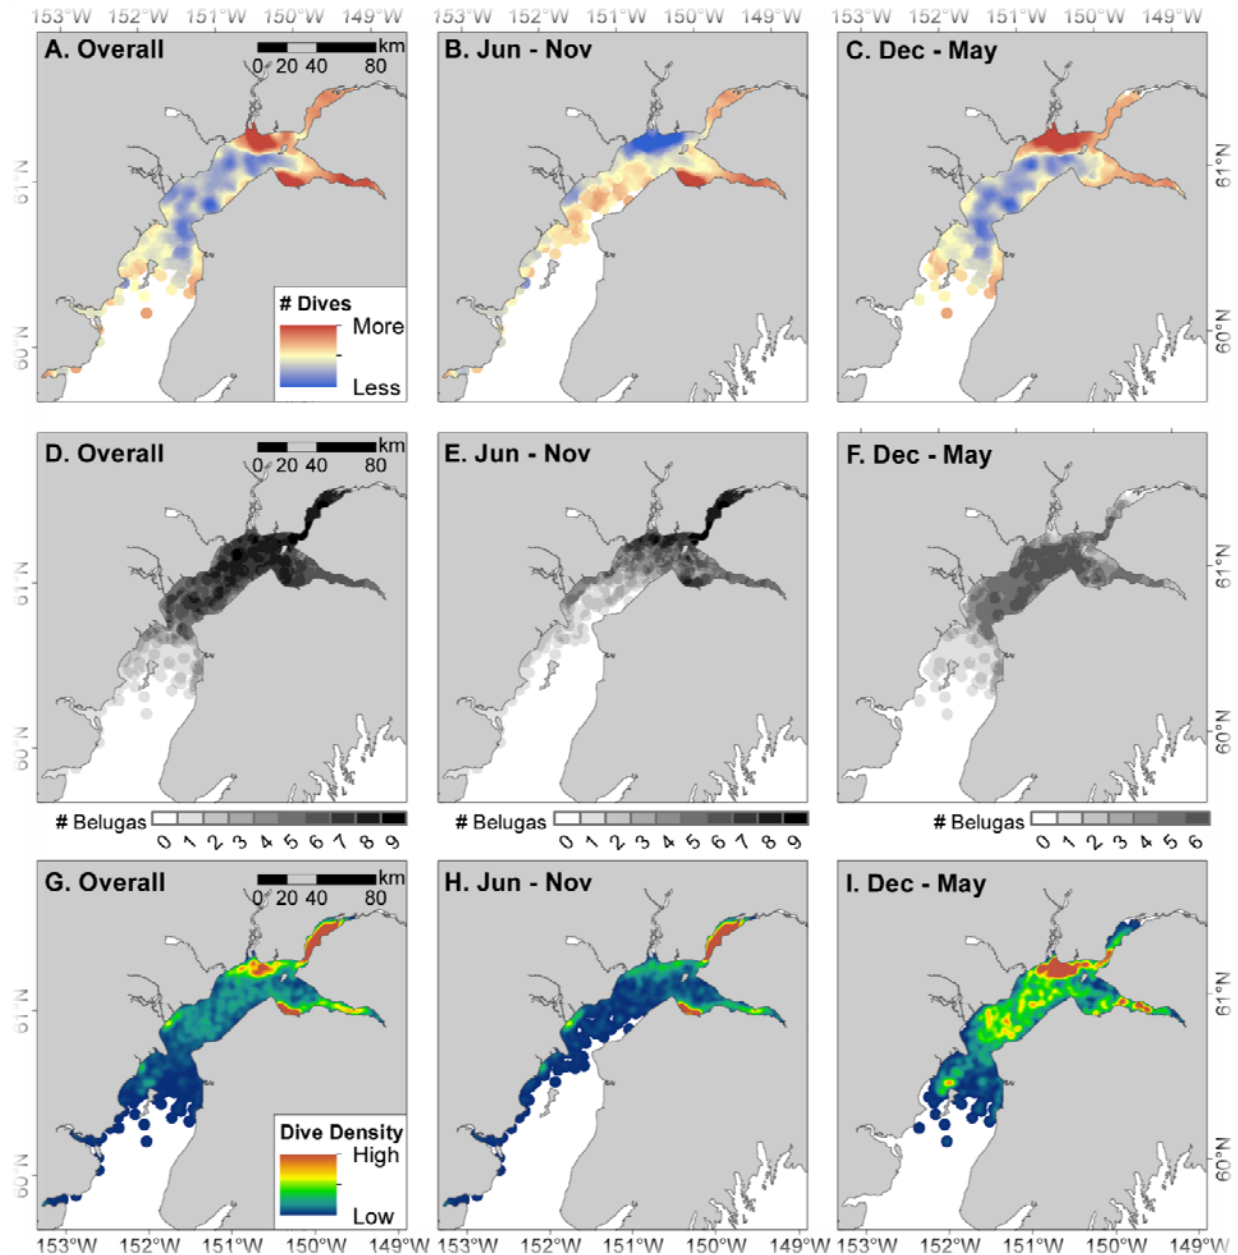 153°W 152°W 151°W 150°W 149°W 153°W 152°W 151°W 150°W 149°W 153°W 152°W 151°W 150°W 149°W
A. Overall
km
0 20 40 80
B. Jun - Nov
C. Dec - May
61°N
61°N
# Dives
More
Less
60°N
60°N
D. Overall
km
0 20 40 80
E. Jun - Nov
F. Dec - May
61°N
61°N
60°N
60°N
# Belugas
0 1 2 3 4 5 6 7 8 9
# Belugas
0 1 2 3 4 5 6 7 8 9
# Belugas
0 1 2 3 4 5 6
G. Overall
km
0 20 40 80
H. Jun - Nov
I. Dec - May
61°N
61°N
Dive Density
High
Low
60°N
60°N
153°W 152°W 151°W 150°W 149°W 153°W 152°W 151°W 150°W 149°W 153°W 152°W 151°W 150°W 149°W